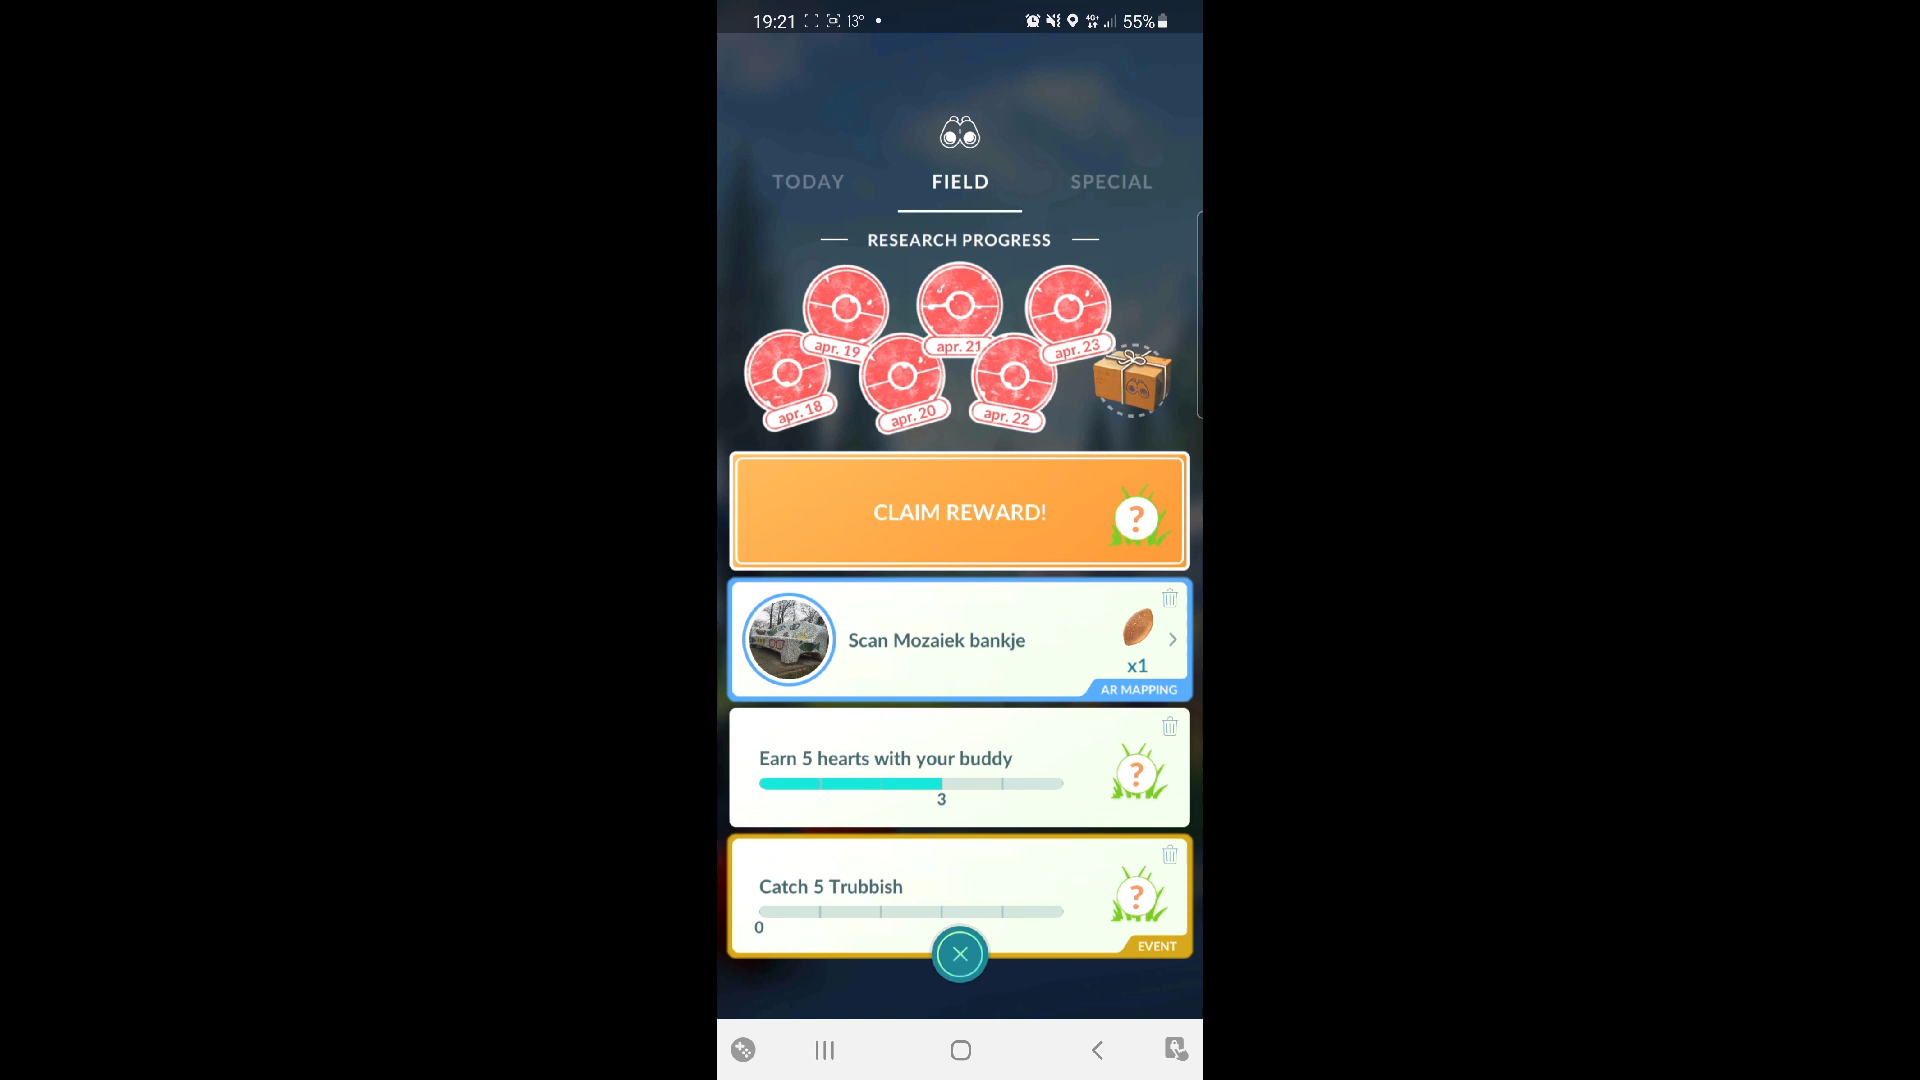 19:21 13° 4G+ 55%
TODAY FIELD SPECIAL
RESEARCH PROGRESS
apr. 19 apr. 21 apr. 23
apr. 18 apr. 20 apr. 22
CLAIM REWARD! ?
Scan Mozaiek bankje
x1
AR MAPPING
Earn 5 hearts with your buddy ?
3
Catch 5 Trubbish ?
0
EVENT